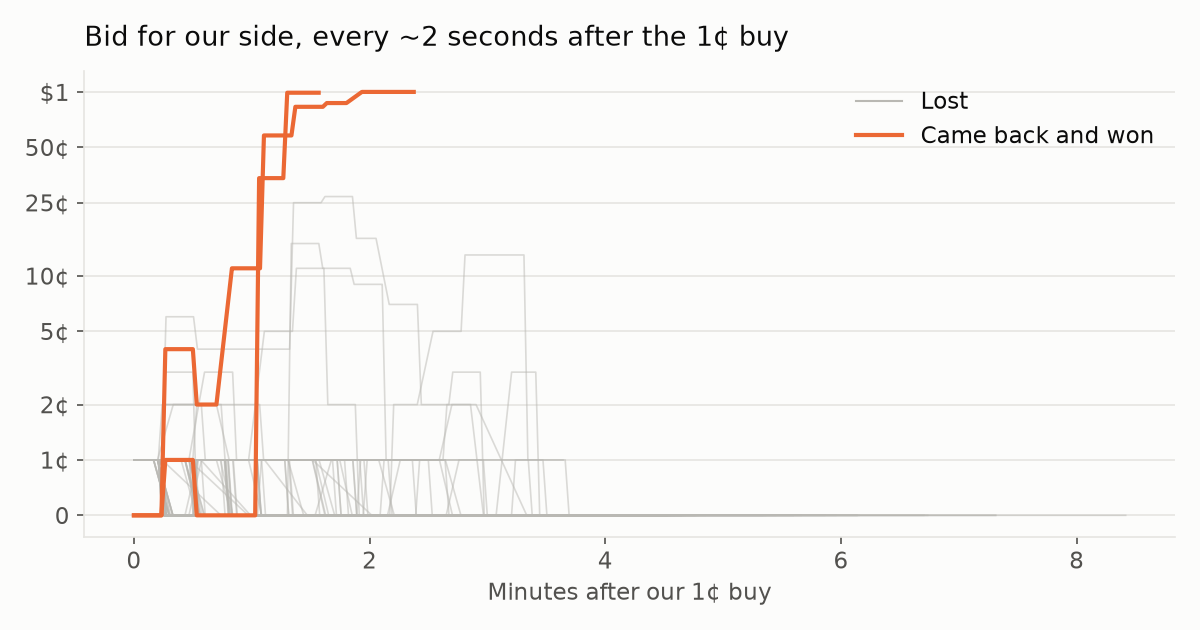 Bid for our side, every ~2 seconds after the 1¢ buy
$1
50¢
25¢
10¢
5¢
2¢
1¢
0
Lost
Came back and won
0 2 4 6 8
Minutes after our 1¢ buy